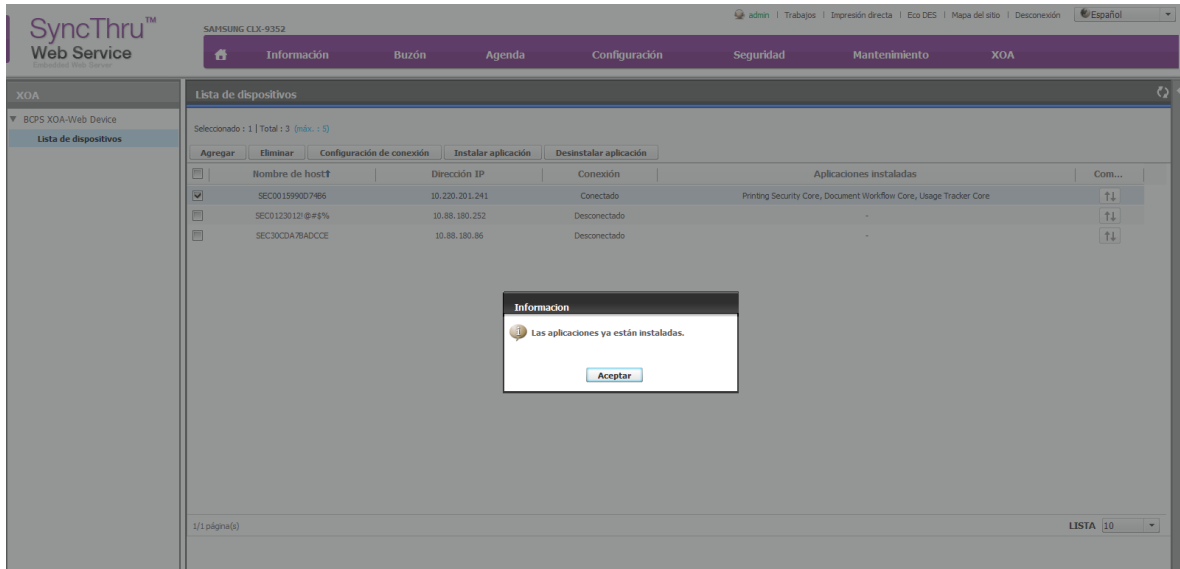 SyncThru™
Web Service
Embedded Web Server
SAMSUNG CLX-9352
admin | Trabajos | Impresión directa | Eco DES | Mapa del sitio | Desconexión Español
Información Buzón Agenda Configuración Seguridad Mantenimiento XOA
XOA
BCPS XOA-Web Device
Lista de dispositivos
Lista de dispositivos
Seleccionado : 1 | Total : 3 (máx. : 5)
Agregar Eliminar Configuración de conexión Instalar aplicación Desinstalar aplicación
Nombre de host Dirección IP Conexión Aplicaciones instaladas Com...
SEC0015990D74B6 10.220.201.241 Conectado Printing Security Core, Document Workflow Core, Usage Tracker Core
SEC0123012!@#$% 10.88.180.252 Desconectado -
SEC30CDA7BADCCE 10.88.180.86 Desconectado -
Informacion
Las aplicaciones ya están instaladas.
Aceptar
1/1 página(s) LISTA 10